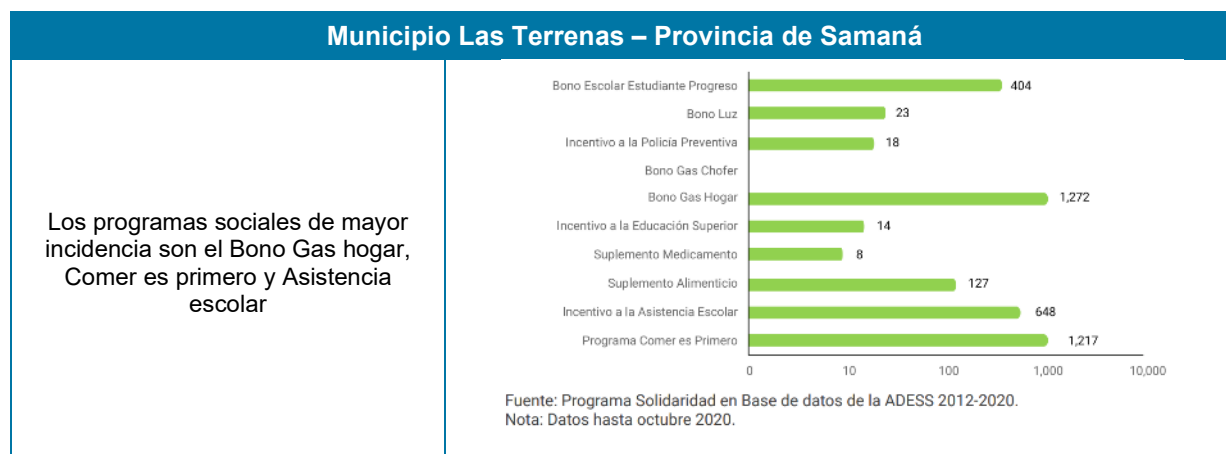 Municipio Las Terrenas – Provincia de Samaná
Los programas sociales de mayor
incidencia son el Bono Gas hogar,
Comer es primero y Asistencia
escolar
Bono Escolar Estudiante Progreso 404
Bono Luz 23
Incentivo a la Policía Preventiva 18
Bono Gas Chofer
Bono Gas Hogar 1,272
Incentivo a la Educación Superior 14
Suplemento Medicamento 8
Suplemento Alimenticio 127
Incentivo a la Asistencia Escolar 648
Programa Comer es Primero 1,217
0 10 100 1,000 10,000
Fuente: Programa Solidaridad en Base de datos de la ADESS 2012-2020.
Nota: Datos hasta octubre 2020.